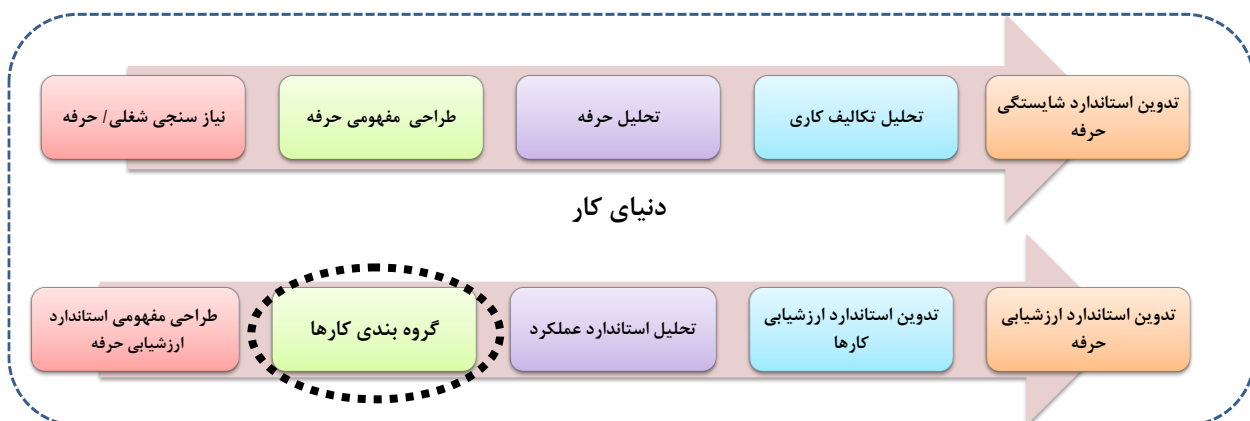 نیاز سنجی شغلی/ حرفه
طراحی مفهومی حرفه
تحلیل حرفه
تحلیل تکالیف کاری
تدوین استاندارد شایستگی
حرفه
دنیای کار
طراحی مفهومی استاندارد
ارزشیابی حرفه
گروه بندی کارها
تحلیل استاندارد عملکرد
تدوین استاندارد ارزشیابی
کارها
تدوین استاندارد ارزشیابی
حرفه